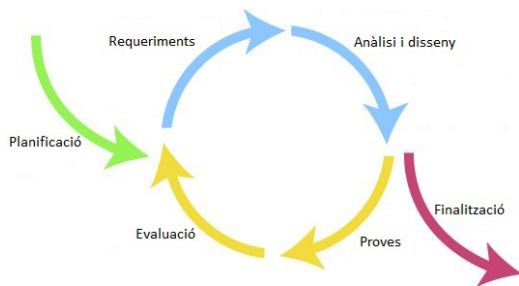 Requeriments
Anàlisi i disseny
Planificació
Evaluació
Proves
Finalització